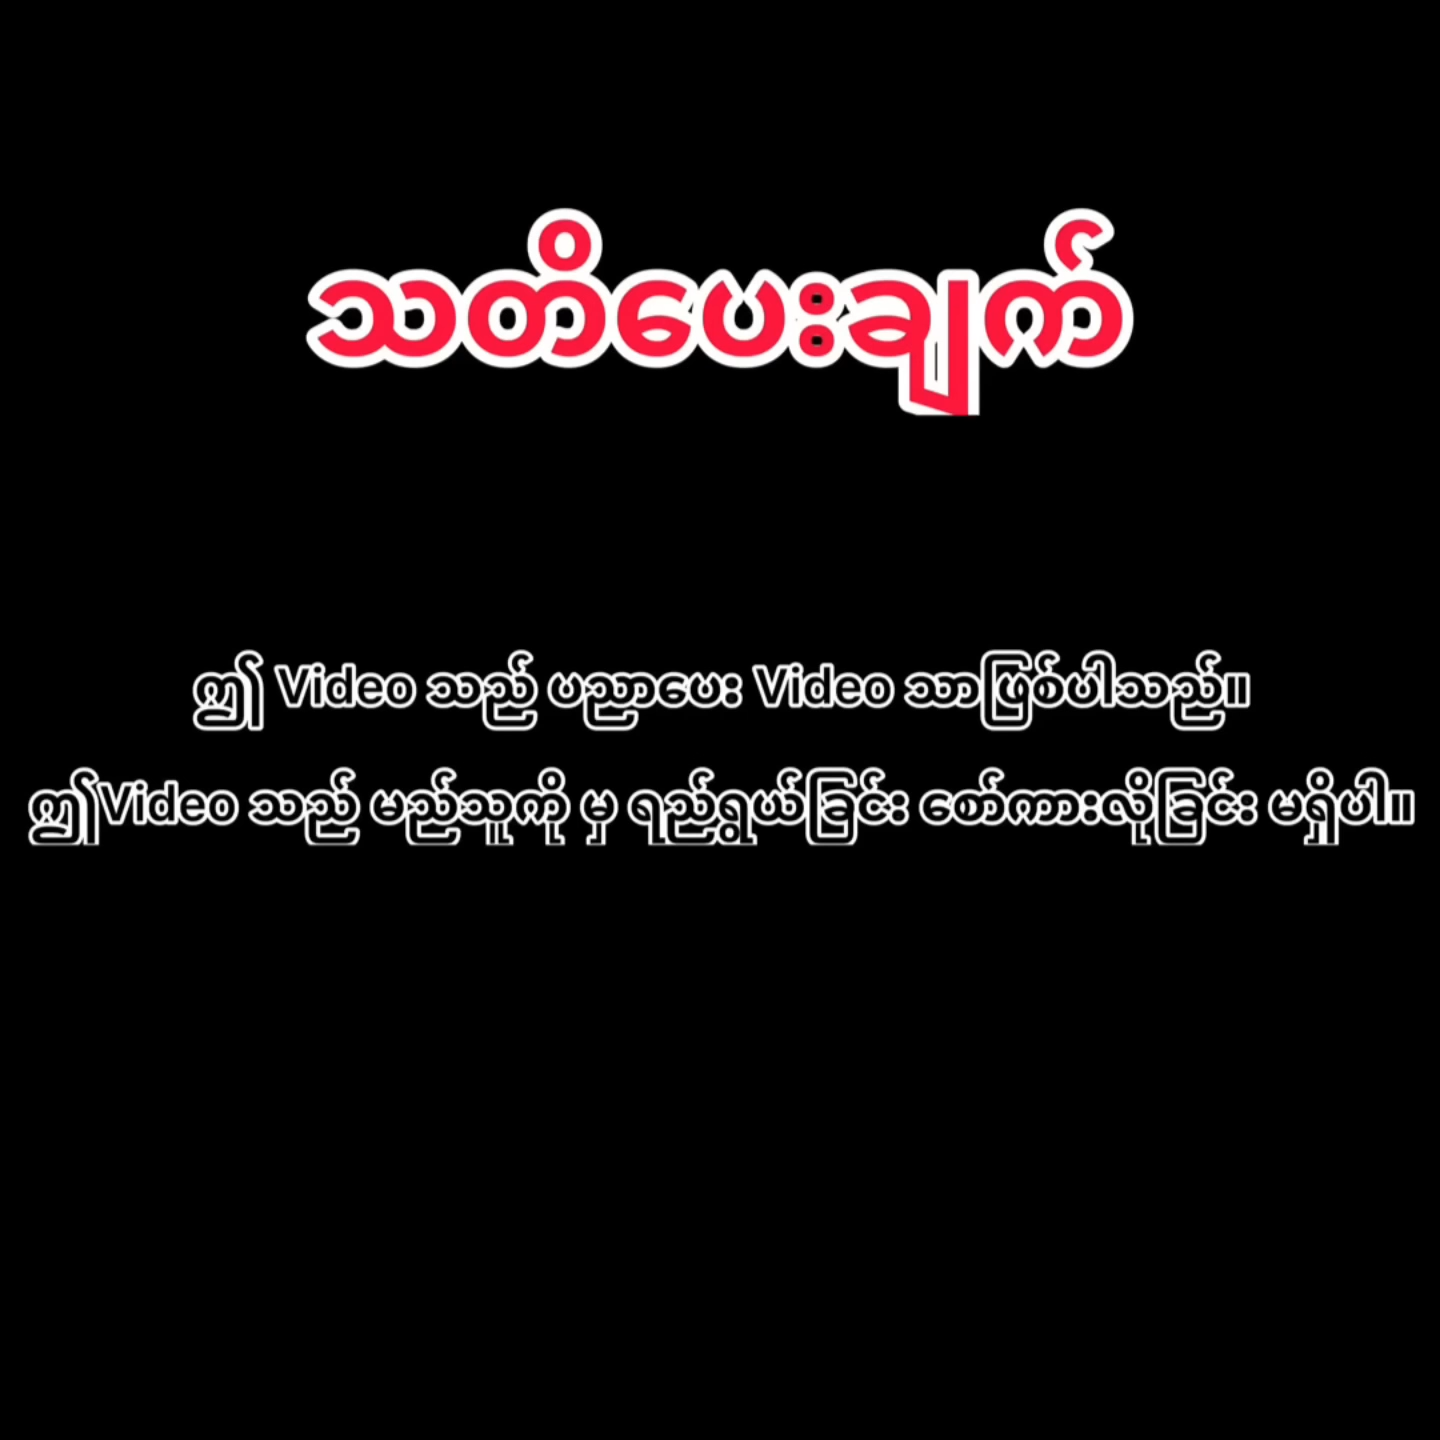 သတိပေးချက်
ဤ Video သည် ပညာပေး Video သာဖြစ်ပါသည်။
ဤVideo သည် မည်သူကို မှ ရည်ရွယ်ခြင်း စော်ကားလိုခြင်း မရှိပါ။